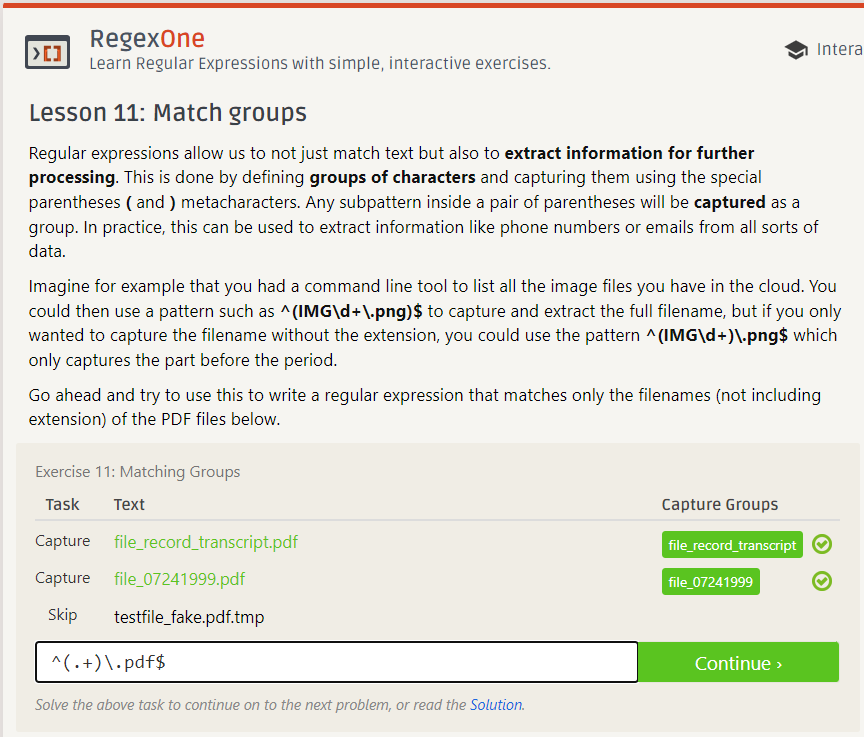 RegexOne
Learn Regular Expressions with simple, interactive exercises.
Intera
Lesson 11: Match groups
Regular expressions allow us to not just match text but also to extract information for further
processing. This is done by defining groups of characters and capturing them using the special
parentheses ( and ) metacharacters. Any subpattern inside a pair of parentheses will be captured as a
group. In practice, this can be used to extract information like phone numbers or emails from all sorts of
data.
Imagine for example that you had a command line tool to list all the image files you have in the cloud. You
could then use a pattern such as ^(IMG\d+\.png)$ to capture and extract the full filename, but if you only
wanted to capture the filename without the extension, you could use the pattern ^(IMG\d+)\.png$ which
only captures the part before the period.
Go ahead and try to use this to write a regular expression that matches only the filenames (not including
extension) of the PDF files below.
Exercise 11: Matching Groups
Task Text Capture Groups
Capture file_record_transcript.pdf file_record_transcript
Capture file_07241999.pdf file_07241999
Skip testfile_fake.pdf.tmp
^(.+)\.pdf$ Continue ›
Solve the above task to continue on to the next problem, or read the Solution.